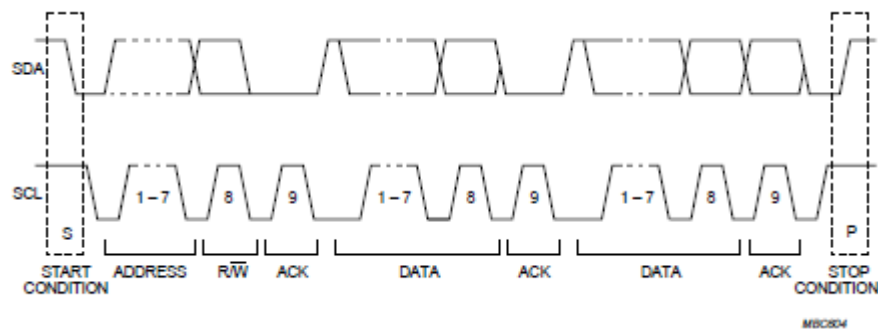 SDA
SCL
1 – 7 8 9 1 – 7 8 9 1 – 7 8 9
S P
START CONDITION ADDRESS R/W̅ ACK DATA ACK DATA ACK STOP CONDITION
MBC604